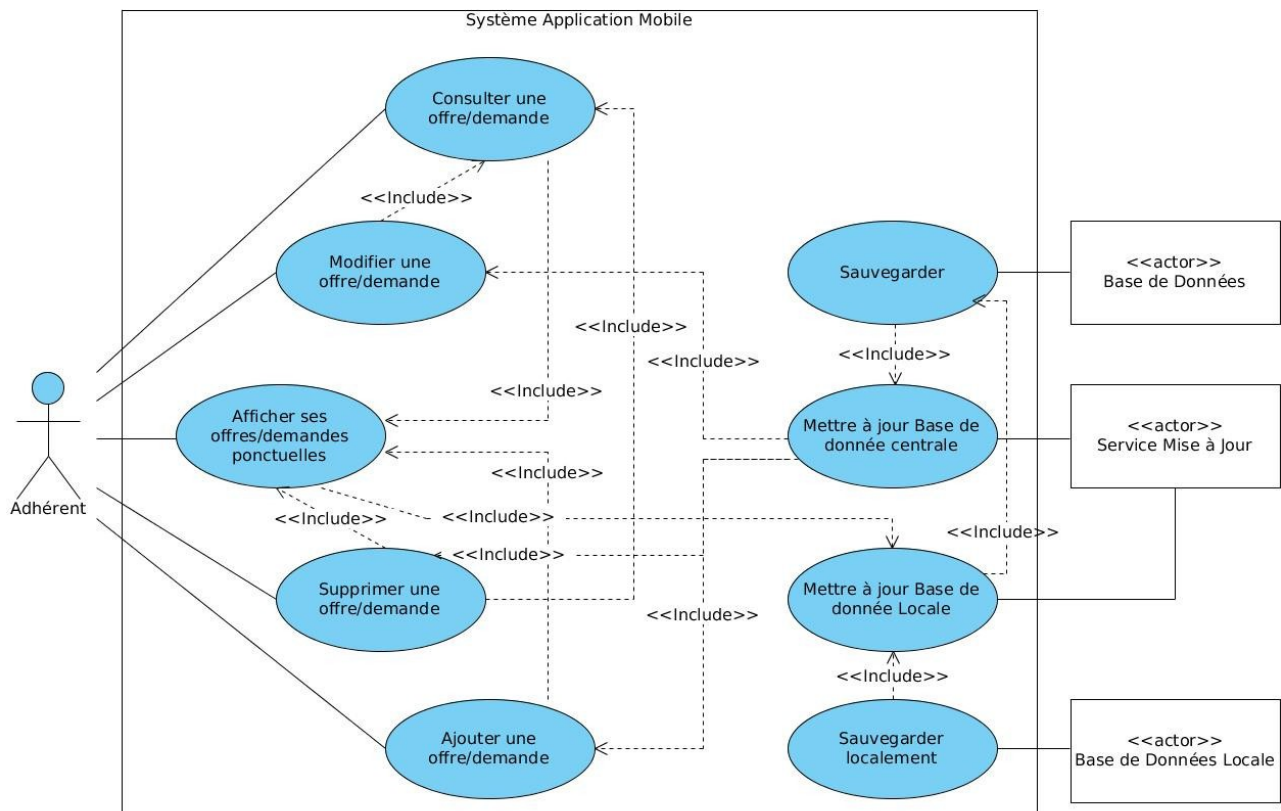 Système Application Mobile
Consulter une
offre/demande
<<Include>>
Modifier une
offre/demande
Sauvegarder
<<actor>>
Base de Données
<<Include>>
<<Include>>
<<Include>>
<<Include>>
Afficher ses
offres/demandes
ponctuelles
Mettre à jour Base de
donnée centrale
<<actor>>
Service Mise à Jour
Adhérent
<<Include>>
<<Include>>
<<Include>>
<<Include>>
Supprimer une
offre/demande
Mettre à jour Base de
donnée Locale
<<Include>>
<<Include>>
Ajouter une
offre/demande
Sauvegarder
localement
<<actor>>
Base de Données Locale